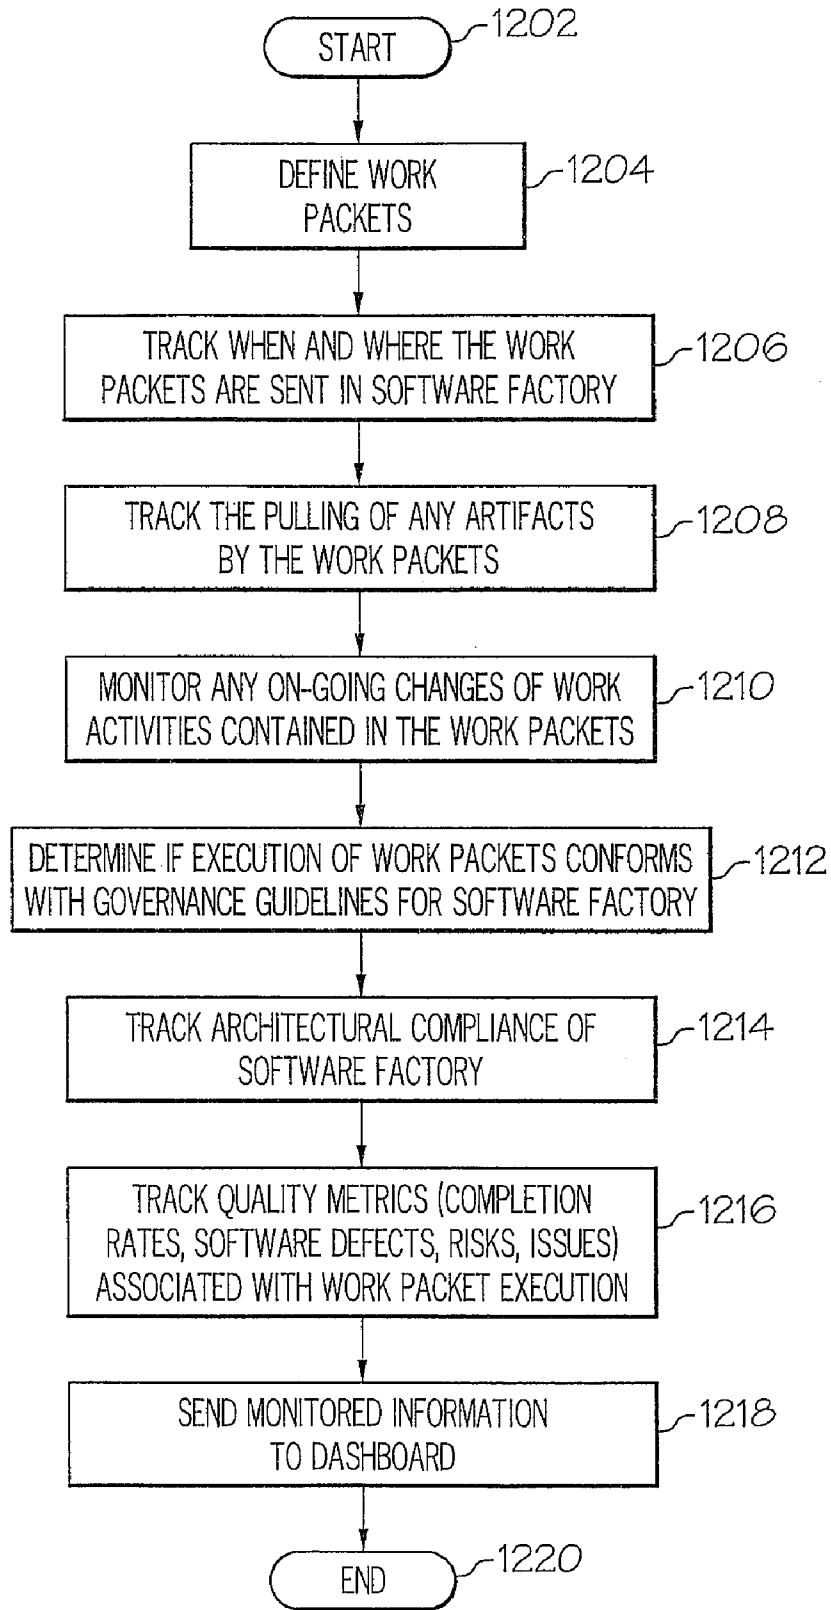 START
1202
DEFINE WORK
PACKETS
1204
TRACK WHEN AND WHERE THE WORK
PACKETS ARE SENT IN SOFTWARE FACTORY
1206
TRACK THE PULLING OF ANY ARTIFACTS
BY THE WORK PACKETS
1208
MONITOR ANY ON-GOING CHANGES OF WORK
ACTIVITIES CONTAINED IN THE WORK PACKETS
1210
DETERMINE IF EXECUTION OF WORK PACKETS CONFORMS
WITH GOVERNANCE GUIDELINES FOR SOFTWARE FACTORY
1212
TRACK ARCHITECTURAL COMPLIANCE OF
SOFTWARE FACTORY
1214
TRACK QUALITY METRICS (COMPLETION
RATES, SOFTWARE DEFECTS, RISKS, ISSUES)
ASSOCIATED WITH WORK PACKET EXECUTION
1216
SEND MONITORED INFORMATION
TO DASHBOARD
1218
END
1220